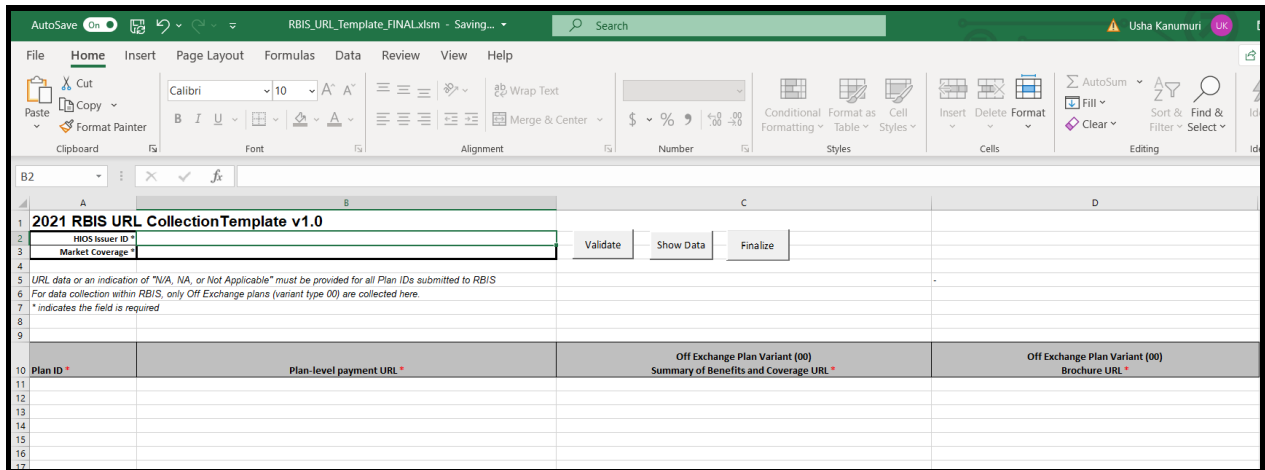 AutoSave On RBIS_URL_Template_FINAL.xlsm - Saving... Search Usha Kanumuri UK
File Home Insert Page Layout Formulas Data Review View Help
Cut
Copy
Format Painter
Paste
Calibri 10 A^ A˅
B I U A
ab Wrap Text
Merge & Center
$ % 9 .00
Conditional Formatting Format as Table Cell Styles
Insert Delete Format
AutoSum
Fill
Clear
Sort & Filter Find & Select
Clipboard Font Alignment Number Styles Cells Editing
B2 fx
A B C D
1 2021 RBIS URL CollectionTemplate v1.0
2 HIOS Issuer ID *
3 Market Coverage *
Validate Show Data Finalize
4
5 URL data or an indication of "N/A, NA, or Not Applicable" must be provided for all Plan IDs submitted to RBIS -
6 For data collection within RBIS, only Off Exchange plans (variant type 00) are collected here.
7 * indicates the field is required
8
9
10 Plan ID * Plan-level payment URL * Off Exchange Plan Variant (00) Summary of Benefits and Coverage URL * Off Exchange Plan Variant (00) Brochure URL *
11
12
13
14
15
16
17